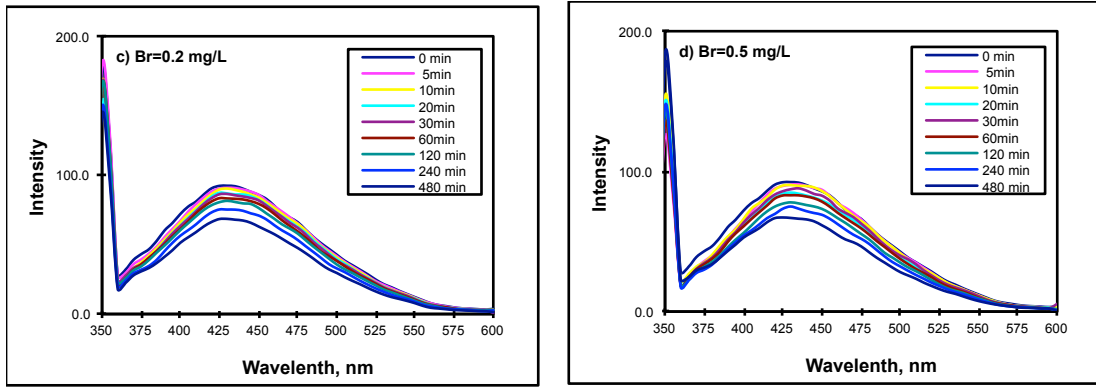 200.0
c) Br=0.2 mg/L
0 min
5min
10min
20min
30min
60min
120 min
240 min
480 min
100.0
0.0
Intensity
350 375 400 425 450 475 500 525 550 575 600
Wavelenth, nm
200.0
d) Br=0.5 mg/L
0 min
5min
10min
20min
30min
60min
120 min
240 min
480 min
100.0
0.0
Intensity
350 375 400 425 450 475 500 525 550 575 600
Wavelenth, nm